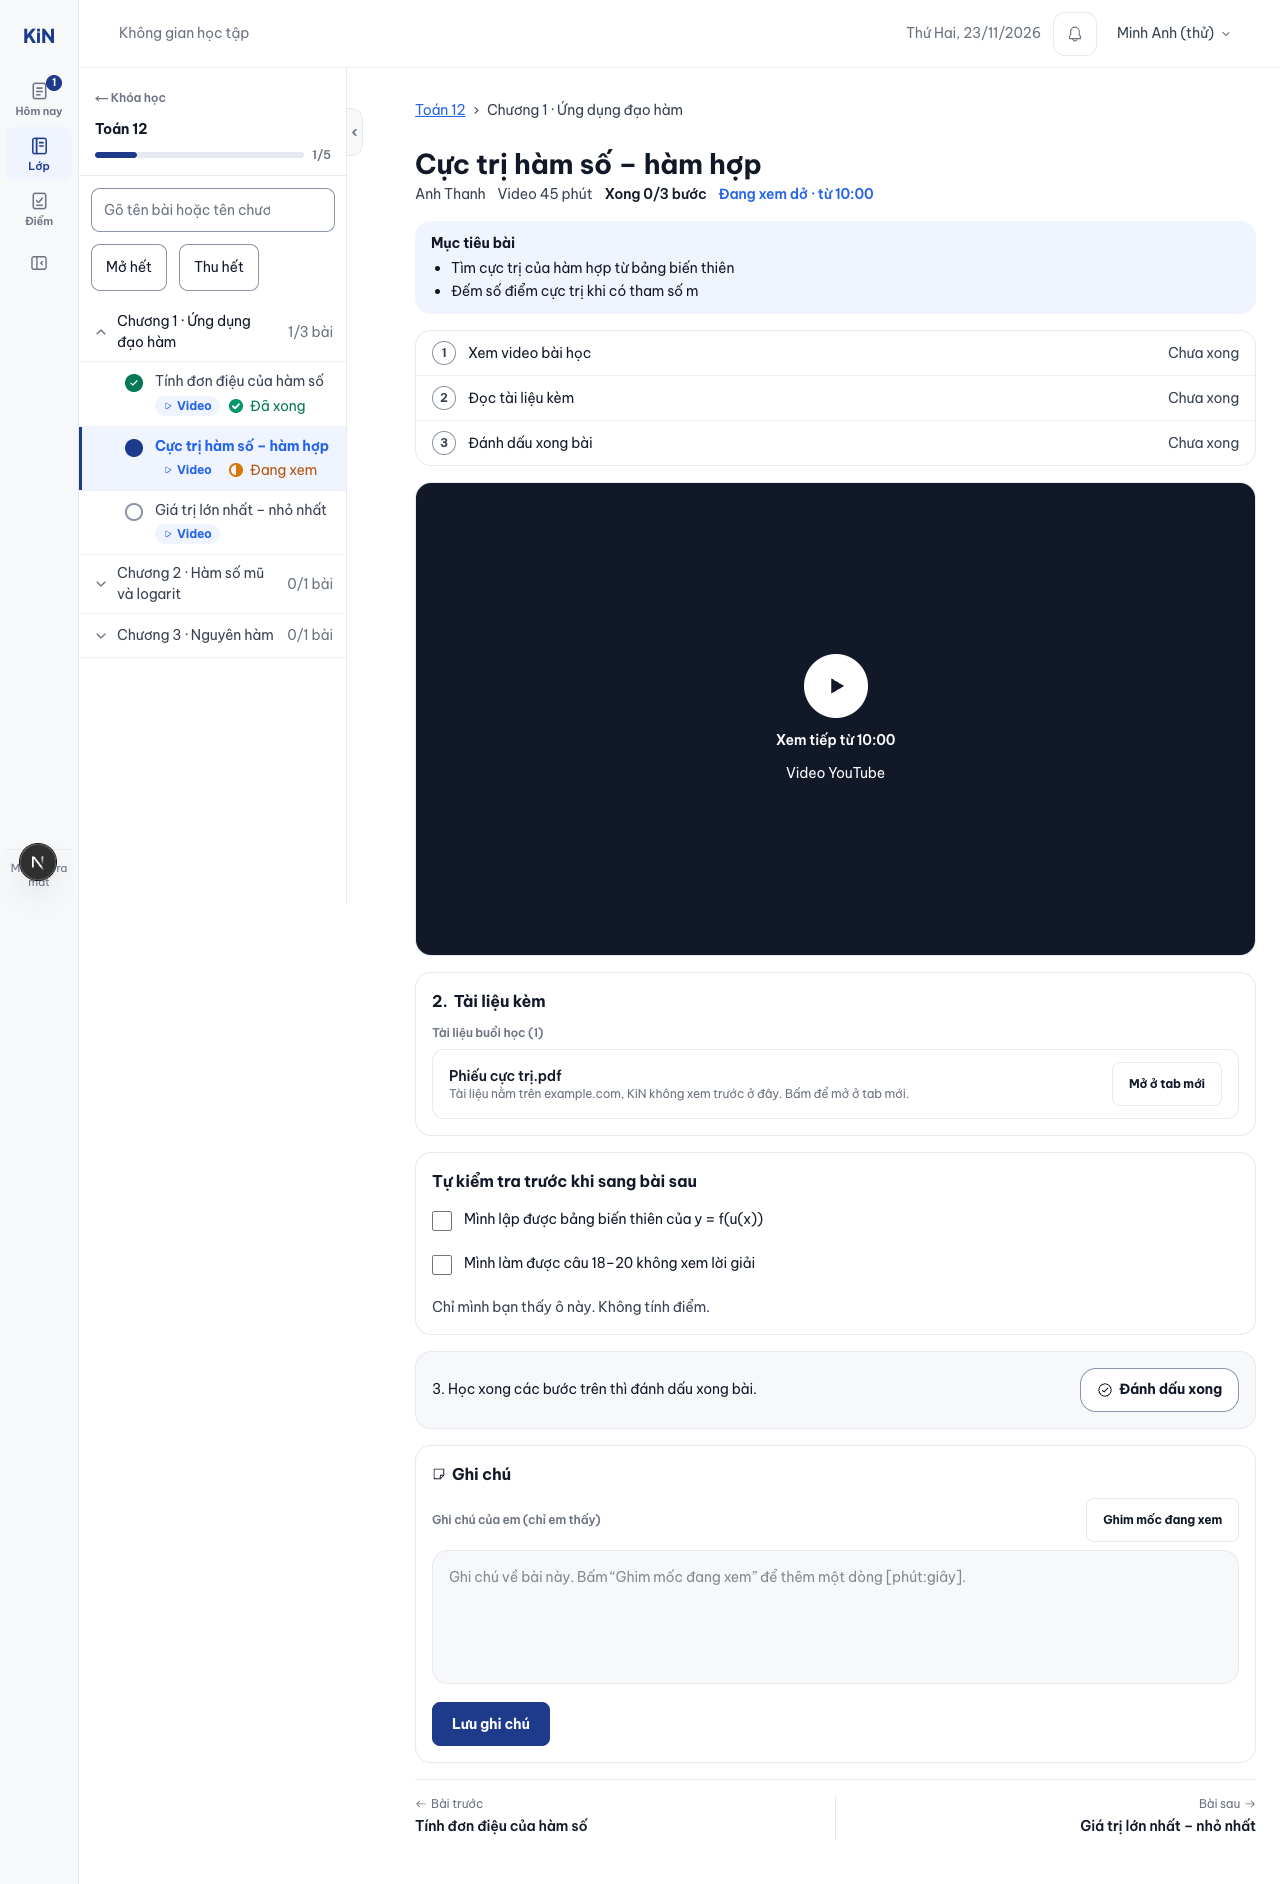 KiN
Không gian học tập
Thứ Hai, 23/11/2026
Minh Anh (thử)
1
Hôm nay
Lớp
Điểm
← Khóa học
Toán 12
1/5
Gõ tên bài hoặc tên chươ
Mở hết
Thu hết
Chương 1 · Ứng dụng
đạo hàm
1/3 bài
Tính đơn điệu của hàm số
Video
Đã xong
Cực trị hàm số – hàm hợp
Video
Đang xem
Giá trị lớn nhất – nhỏ nhất
Video
Chương 2 · Hàm số mũ
và logarit
0/1 bài
Chương 3 · Nguyên hàm
0/1 bài
N
ra
mắt
Toán 12 › Chương 1 · Ứng dụng đạo hàm
Cực trị hàm số – hàm hợp
Anh Thanh Video 45 phút Xong 0/3 bước Đang xem dở · từ 10:00
Mục tiêu bài
• Tìm cực trị của hàm hợp từ bảng biến thiên
• Đếm số điểm cực trị khi có tham số m
1 Xem video bài học Chưa xong
2 Đọc tài liệu kèm Chưa xong
3 Đánh dấu xong bài Chưa xong
Xem tiếp từ 10:00
Video YouTube
2. Tài liệu kèm
Tài liệu buổi học (1)
Phiếu cực trị.pdf
Tài liệu nằm trên example.com, KiN không xem trước ở đây. Bấm để mở ở tab mới.
Mở ở tab mới
Tự kiểm tra trước khi sang bài sau
Mình lập được bảng biến thiên của y = f(u(x))
Mình làm được câu 18–20 không xem lời giải
Chỉ mình bạn thấy ô này. Không tính điểm.
3. Học xong các bước trên thì đánh dấu xong bài.
Đánh dấu xong
Ghi chú
Ghi chú của em (chỉ em thấy)
Ghim mốc đang xem
Ghi chú về bài này. Bấm “Ghim mốc đang xem” để thêm một dòng [phút:giây].
Lưu ghi chú
← Bài trước
Tính đơn điệu của hàm số
Bài sau →
Giá trị lớn nhất – nhỏ nhất